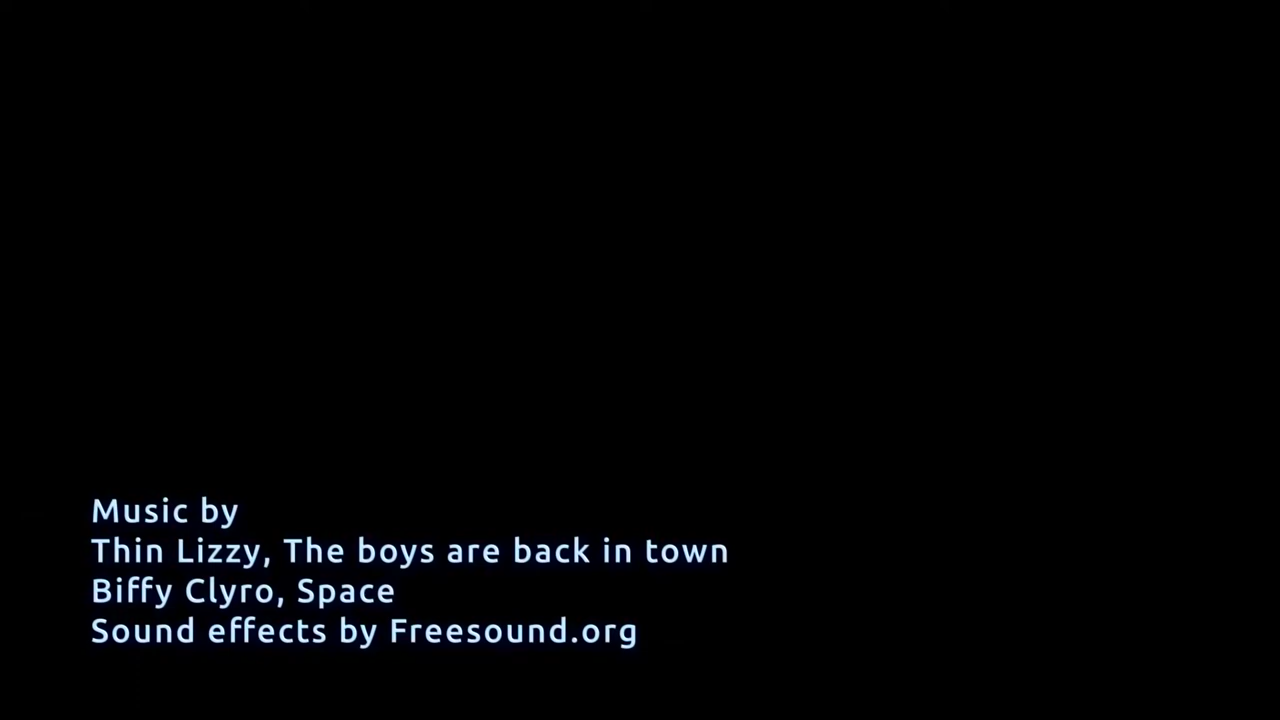 Music by
Thin Lizzy, The boys are back in town
Biffy Clyro, Space
Sound effects by Freesound.org